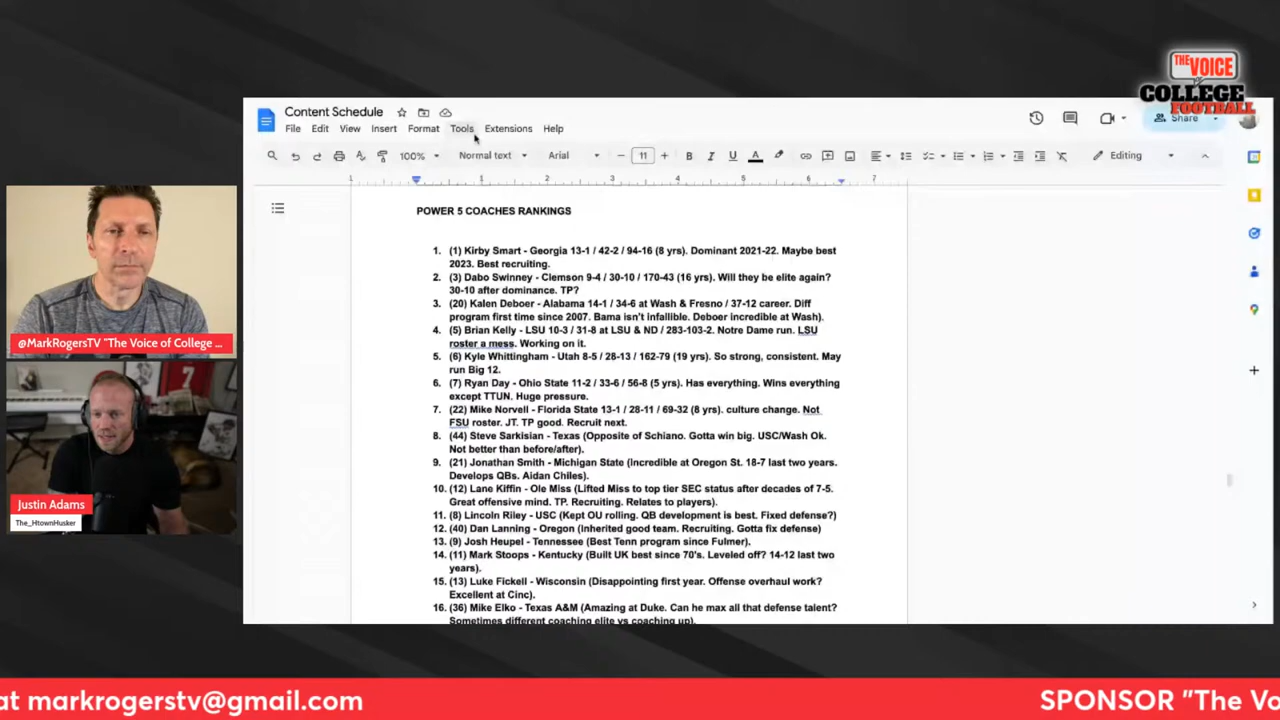 THE VOICE
OF
COLLEGE
FOOTBALL
Content Schedule
File Edit View Insert Format Tools Extensions Help
Share
100% Normal text Arial 11 Editing
1 1 2 3 4 5 6 7
POWER 5 COACHES RANKINGS
1. (1) Kirby Smart - Georgia 13-1 / 42-2 / 94-16 (8 yrs). Dominant 2021-22. Maybe best
2023. Best recruiting.
2. (3) Dabo Swinney - Clemson 9-4 / 30-10 / 170-43 (16 yrs). Will they be elite again?
30-10 after dominance. TP?
3. (20) Kalen Deboer - Alabama 14-1 / 34-6 at Wash & Fresno / 37-12 career. Diff
program first time since 2007. Bama isn't infallible. Deboer incredible at Wash).
4. (5) Brian Kelly - LSU 10-3 / 31-8 at LSU & ND / 283-103-2. Notre Dame run. LSU
roster a mess. Working on it.
5. (6) Kyle Whittingham - Utah 8-5 / 28-13 / 162-79 (19 yrs). So strong, consistent. May
run Big 12.
6. (7) Ryan Day - Ohio State 11-2 / 33-6 / 56-8 (5 yrs). Has everything. Wins everything
except TTUN. Huge pressure.
7. (22) Mike Norvell - Florida State 13-1 / 28-11 / 69-32 (8 yrs). culture change. Not
FSU roster. JT. TP good. Recruit next.
8. (44) Steve Sarkisian - Texas (Opposite of Schiano. Gotta win big. USC/Wash Ok.
Not better than before/after).
9. (21) Jonathan Smith - Michigan State (Incredible at Oregon St. 18-7 last two years.
Develops QBs. Aidan Chiles).
10. (12) Lane Kiffin - Ole Miss (Lifted Miss to top tier SEC status after decades of 7-5.
Great offensive mind. TP. Recruiting. Relates to players).
11. (8) Lincoln Riley - USC (Kept OU rolling. QB development is best. Fixed defense?)
12. (40) Dan Lanning - Oregon (Inherited good team. Recruiting. Gotta fix defense)
13. (9) Josh Heupel - Tennessee (Best Tenn program since Fulmer).
14. (11) Mark Stoops - Kentucky (Built UK best since 70's. Leveled off? 14-12 last two
years).
15. (13) Luke Fickell - Wisconsin (Disappointing first year. Offense overhaul work?
Excellent at Cinc).
16. (36) Mike Elko - Texas A&M (Amazing at Duke. Can he max all that defense talent?
Sometimes different coaching elite vs coaching up).
@MarkRogersTV "The Voice of College ...
Justin Adams
The_HtownHusker
at markrogerstv@gmail.com
SPONSOR "The Vo